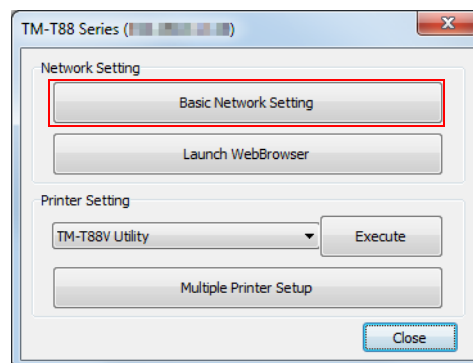 TM-T88 Series ( )
Network Setting
Basic Network Setting
Launch WebBrowser
Printer Setting
TM-T88V Utility Execute
Multiple Printer Setup
Close